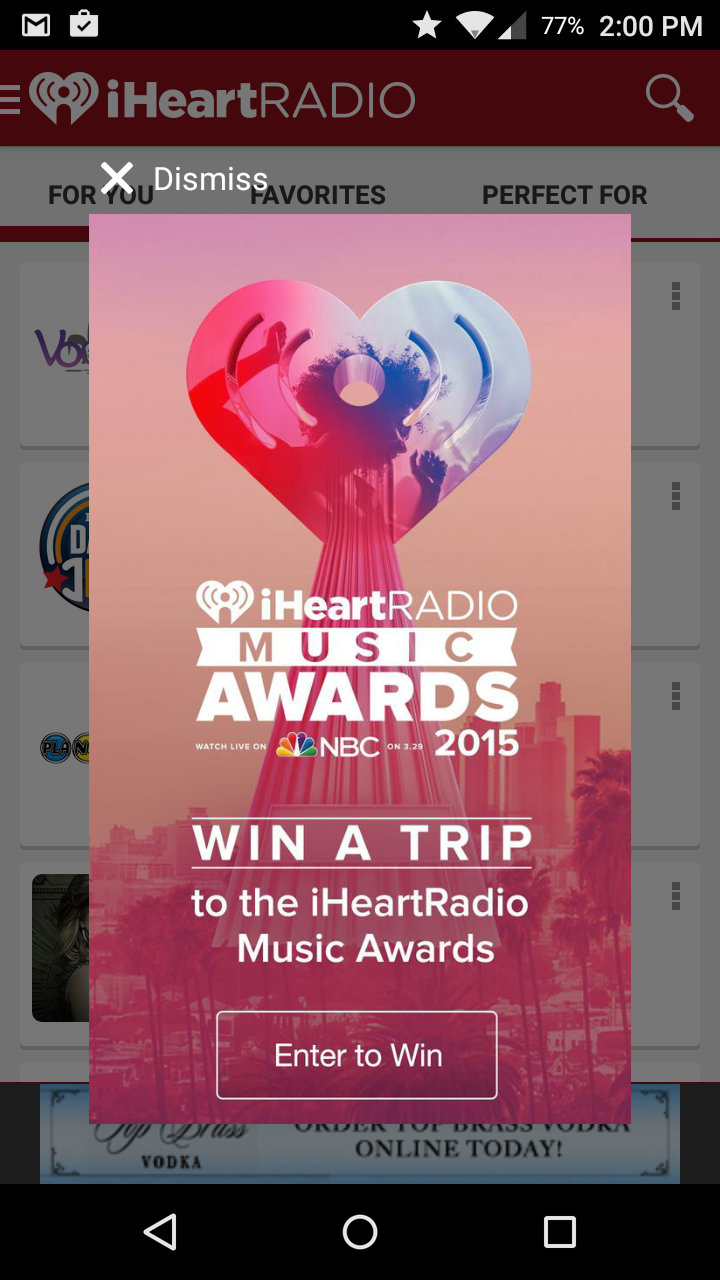 77% 2:00 PM
iHeartRADIO
Dismiss
FOR YOU FAVORITES PERFECT FOR
iHeartRADIO
MUSIC
AWARDS
WATCH LIVE ON NBC ON 3.29 2015
WIN A TRIP
to the iHeartRadio
Music Awards
Enter to Win
Top Brass ORDER TOP BRASS VODKA
VODKA ONLINE TODAY!